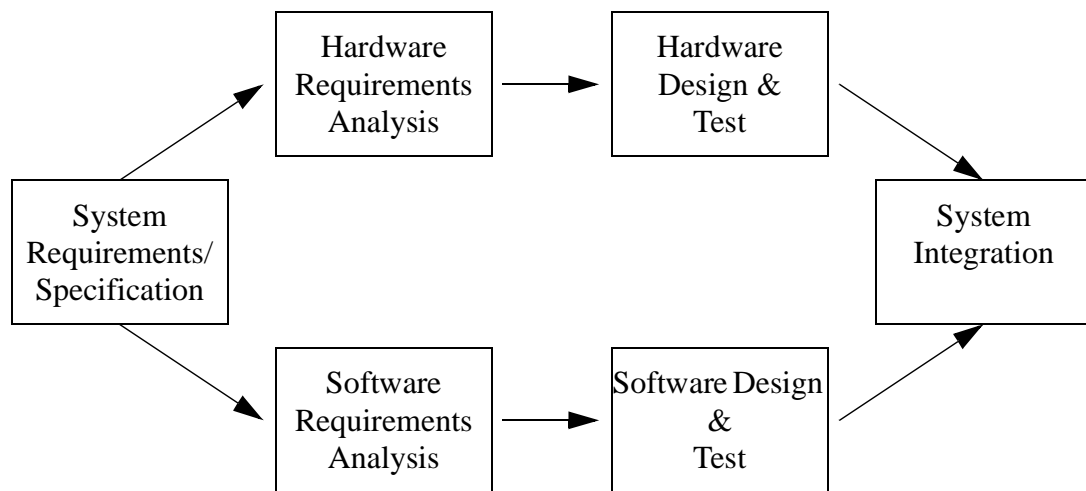 Hardware
Requirements
Analysis
Hardware
Design &
Test
System
Requirements/
Specification
System
Integration
Software
Requirements
Analysis
Software Design
&
Test